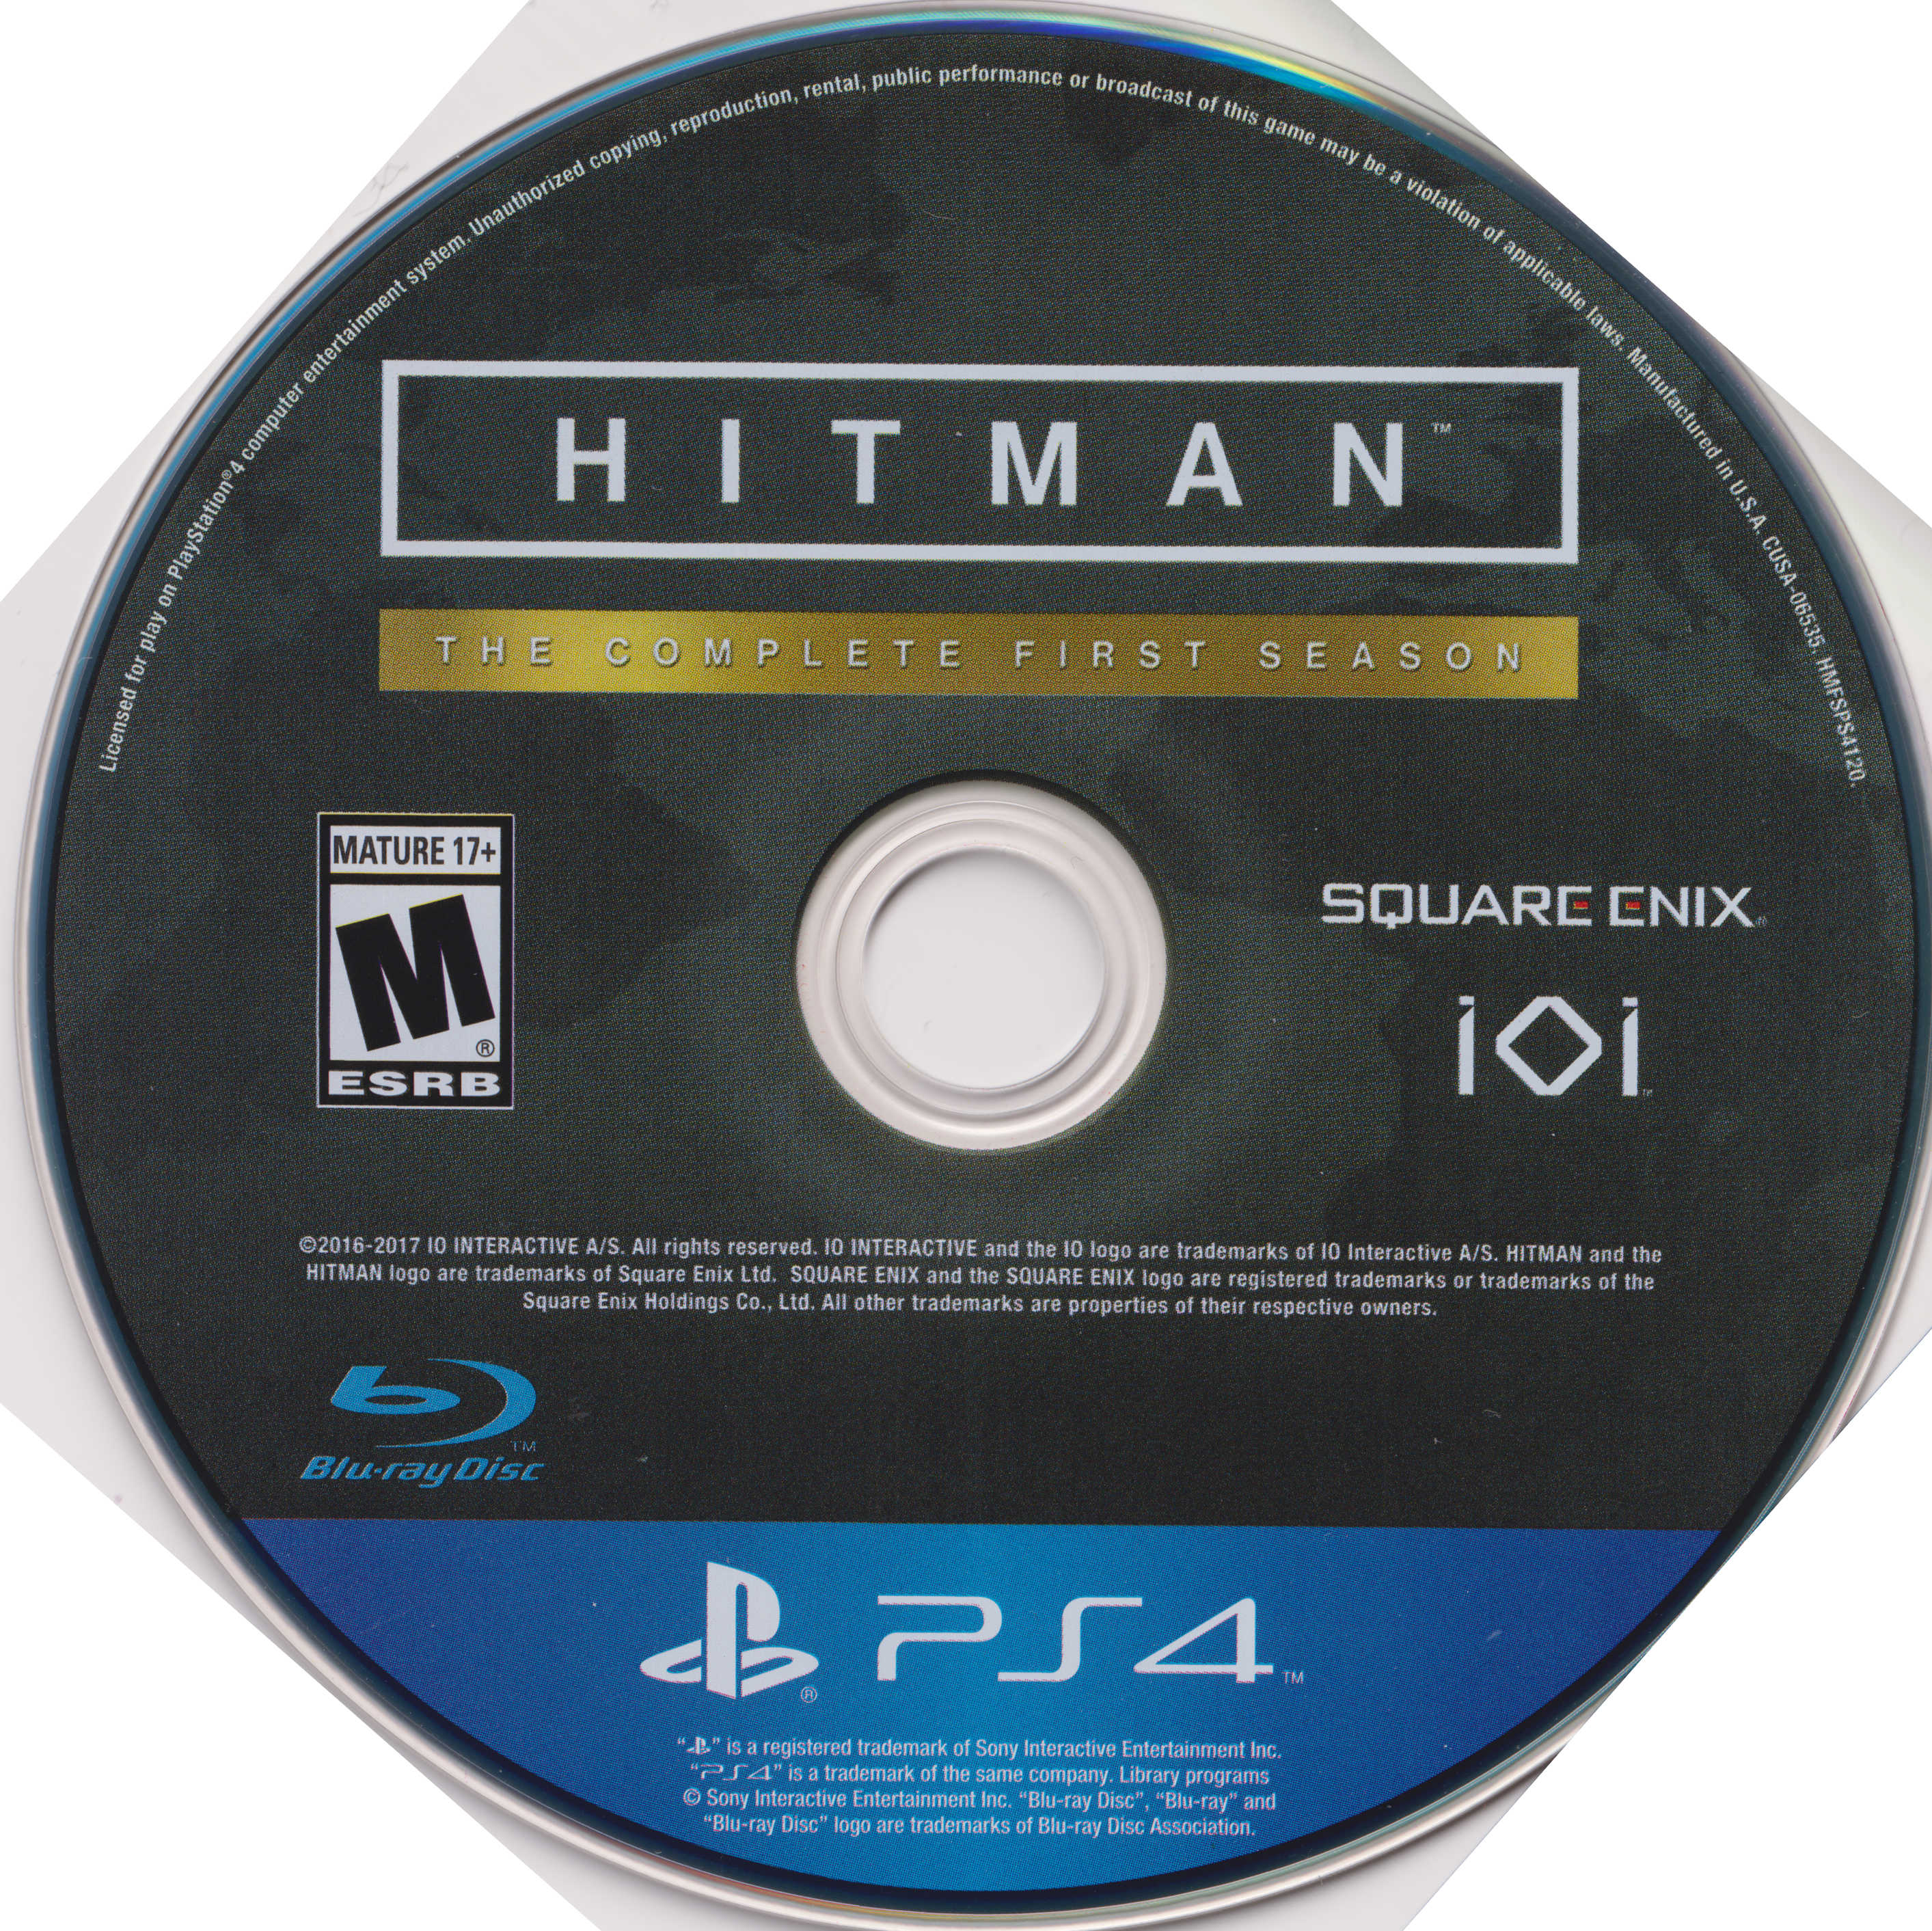 Licensed for play on PlayStation®4 computer entertainment system. Unauthorized copying, reproduction, rental, public performance or broadcast of this game may be a violation of applicable laws. Manufactured in U.S.A. CUSA-06535. HMFSPS4120.
HITMAN™
THE COMPLETE FIRST SEASON
MATURE 17+
M®
ESRB
SQUARE ENIX®
iOi™
©2016-2017 IO INTERACTIVE A/S. All rights reserved. IO INTERACTIVE and the IO logo are trademarks of IO Interactive A/S. HITMAN and the
HITMAN logo are trademarks of Square Enix Ltd. SQUARE ENIX and the SQUARE ENIX logo are registered trademarks or trademarks of the
Square Enix Holdings Co., Ltd. All other trademarks are properties of their respective owners.
Blu-ray Disc™
® PS4™
“ ” is a registered trademark of Sony Interactive Entertainment Inc.
“PS4” is a trademark of the same company. Library programs
© Sony Interactive Entertainment Inc. “Blu-ray Disc”, “Blu-ray” and
“Blu-ray Disc” logo are trademarks of Blu-ray Disc Association.